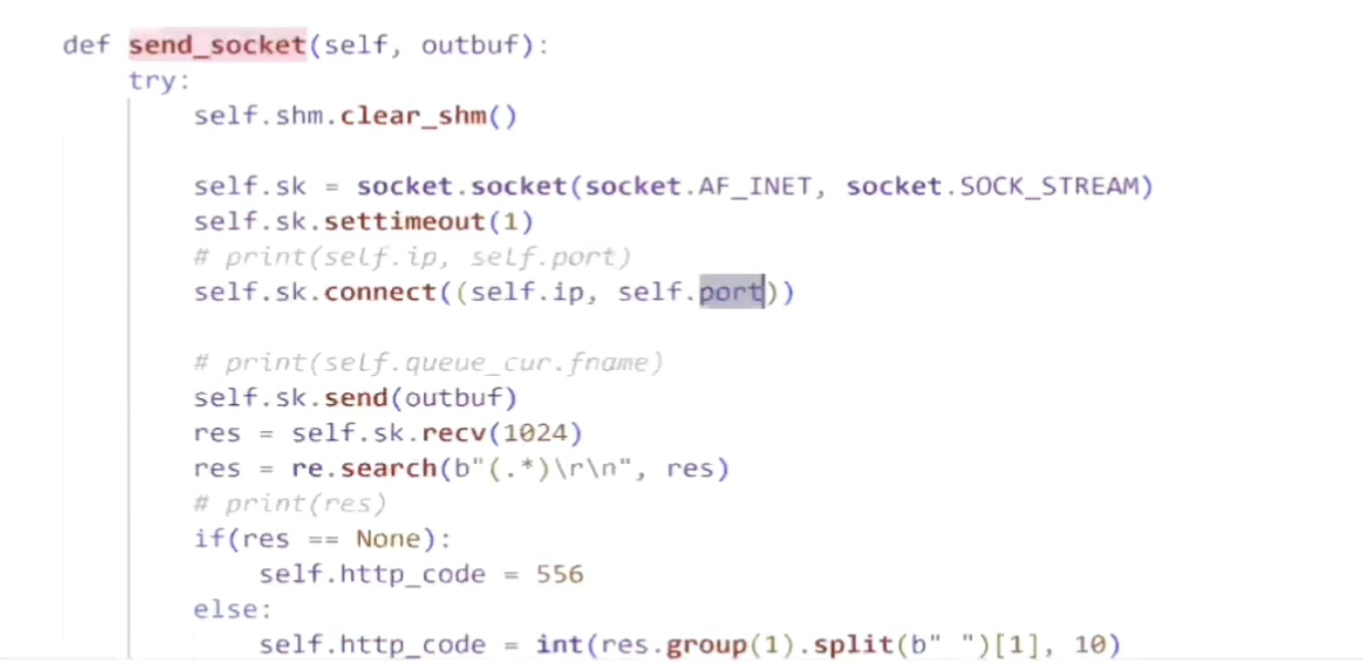 def send_socket(self, outbuf):
try:
self.shm.clear_shm()
self.sk = socket.socket(socket.AF_INET, socket.SOCK_STREAM)
self.sk.settimeout(1)
# print(self.ip, self.port)
self.sk.connect((self.ip, self.port))
# print(self.queue_cur.fname)
self.sk.send(outbuf)
res = self.sk.recv(1024)
res = re.search(b"(.*)\r\n", res)
# print(res)
if(res == None):
self.http_code = 556
else:
self.http_code = int(res.group(1).split(b" ")[1], 10)